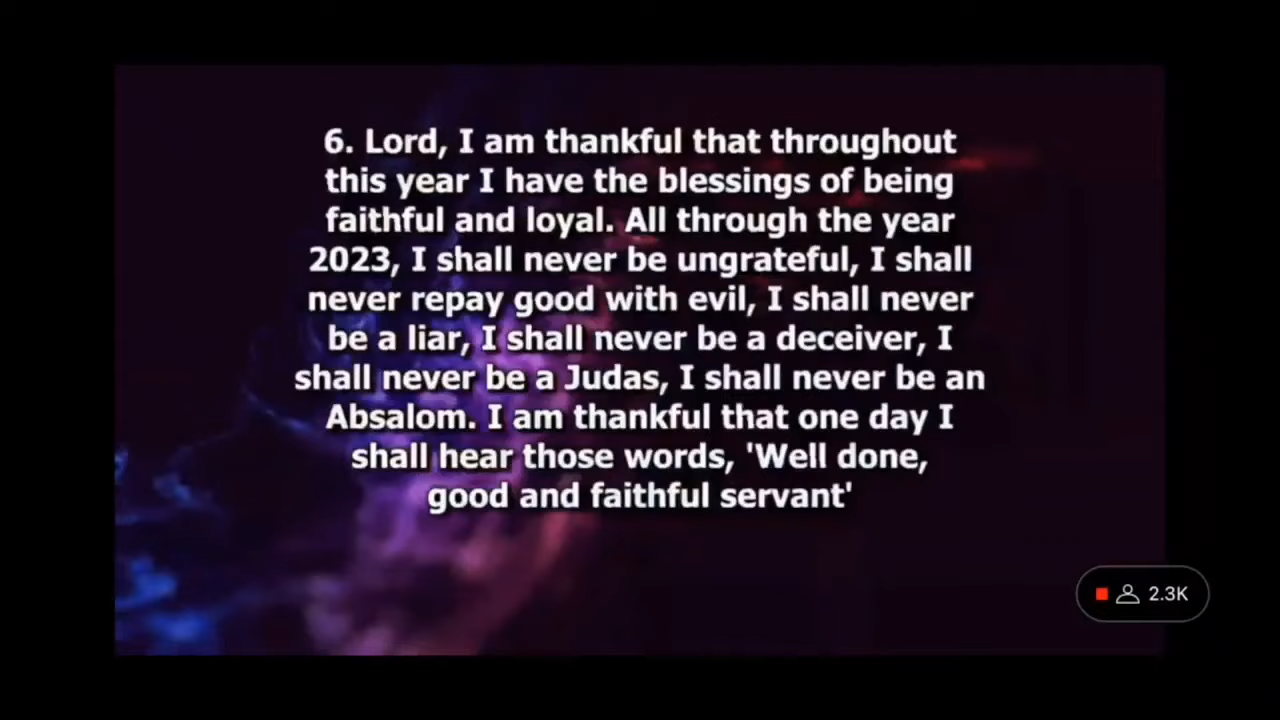 6. Lord, I am thankful that throughout
this year I have the blessings of being
faithful and loyal. All through the year
2023, I shall never be ungrateful, I shall
never repay good with evil, I shall never
be a liar, I shall never be a deceiver, I
shall never be a Judas, I shall never be an
Absalom. I am thankful that one day I
shall hear those words, 'Well done,
good and faithful servant'
2.3K